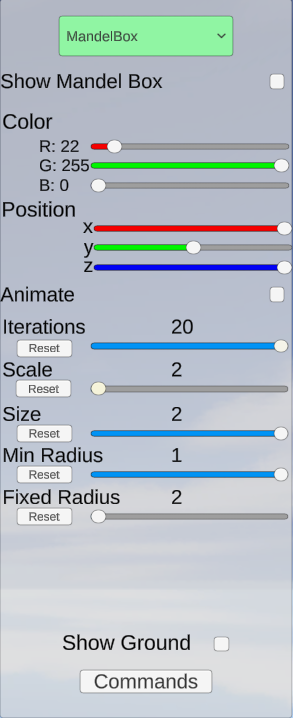 MandelBox
Show Mandel Box
Color
R: 22
G: 255
B: 0
Position
x
y
z
Animate
Iterations 20
Reset
Scale 2
Reset
Size 2
Reset
Min Radius 1
Reset
Fixed Radius 2
Reset
Show Ground
Commands